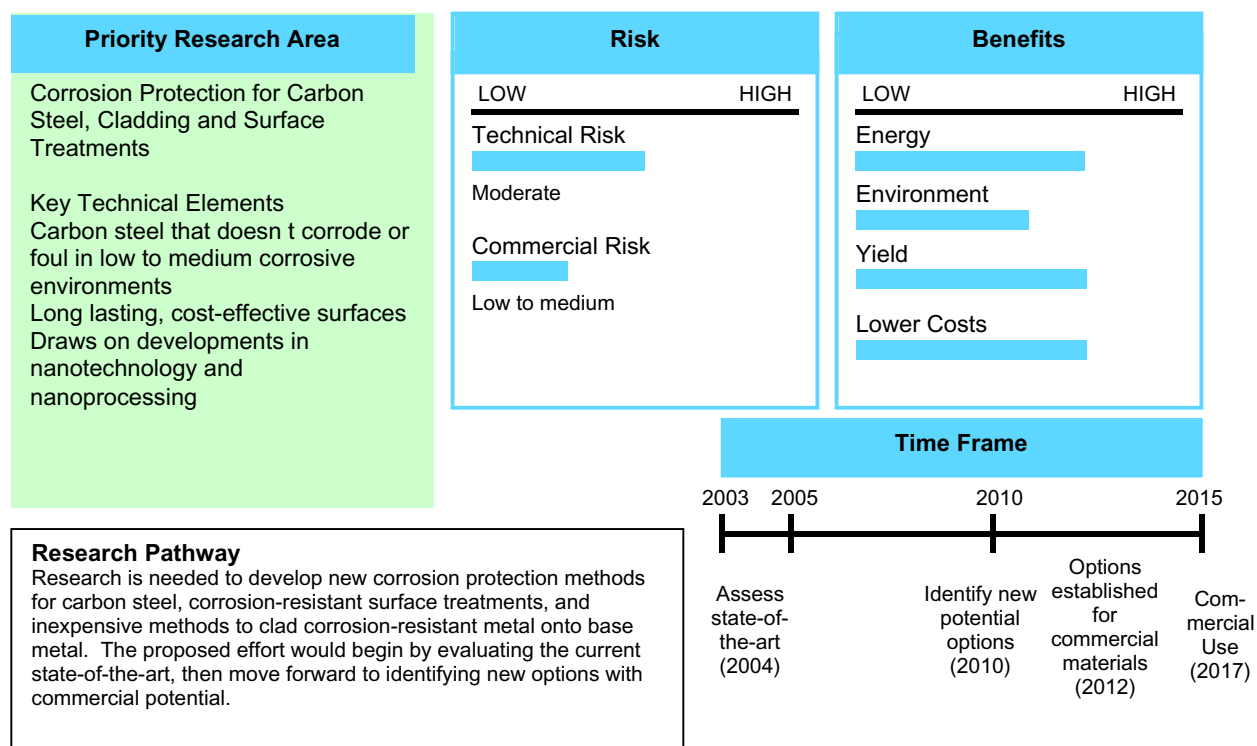 Priority Research Area
Corrosion Protection for Carbon
Steel, Cladding and Surface
Treatments
Key Technical Elements
Carbon steel that doesn t corrode or
foul in low to medium corrosive
environments
Long lasting, cost-effective surfaces
Draws on developments in
nanotechnology and
nanoprocessing
Risk
LOW HIGH
Technical Risk
Moderate
Commercial Risk
Low to medium
Benefits
LOW HIGH
Energy
Environment
Yield
Lower Costs
Time Frame
2003 2005 2010 2015
Assess
state-of-
the-art
(2004)
Identify new
potential
options
(2010)
Options
established
for
commercial
materials
(2012)
Com-
mercial
Use
(2017)
Research Pathway
Research is needed to develop new corrosion protection methods
for carbon steel, corrosion-resistant surface treatments, and
inexpensive methods to clad corrosion-resistant metal onto base
metal.  The proposed effort would begin by evaluating the current
state-of-the-art, then move forward to identifying new options with
commercial potential.